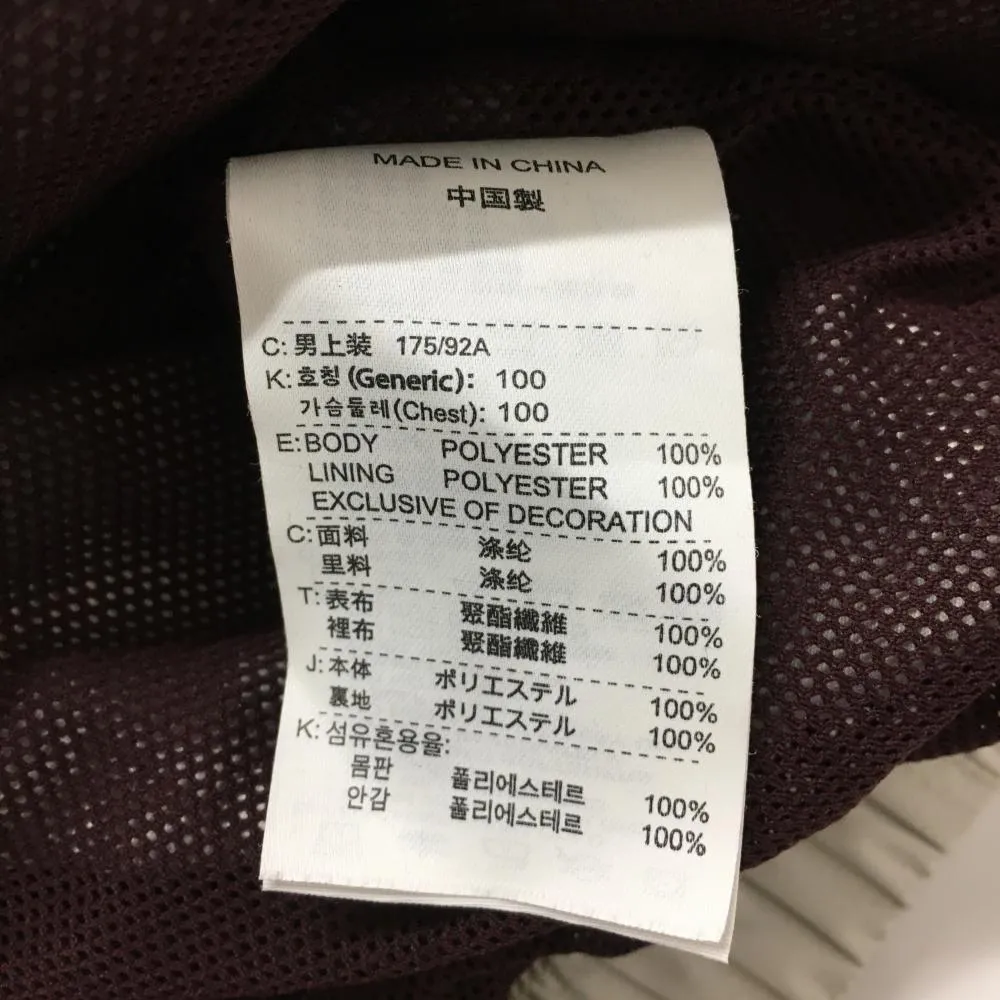 MADE IN CHINA
中国製
C: 男上装 175/92A
K: 호칭 (Generic): 100
가슴둘레(Chest): 100
E: BODY POLYESTER 100%
LINING POLYESTER 100%
EXCLUSIVE OF DECORATION
C: 面料 涤纶 100%
里料 涤纶 100%
T: 表布 聚酯纖維 100%
裡布 聚酯纖維 100%
J: 本体 ポリエステル 100%
裏地 ポリエステル 100%
K: 섬유혼용율:
몸판 폴리에스테르 100%
안감 폴리에스테르 100%